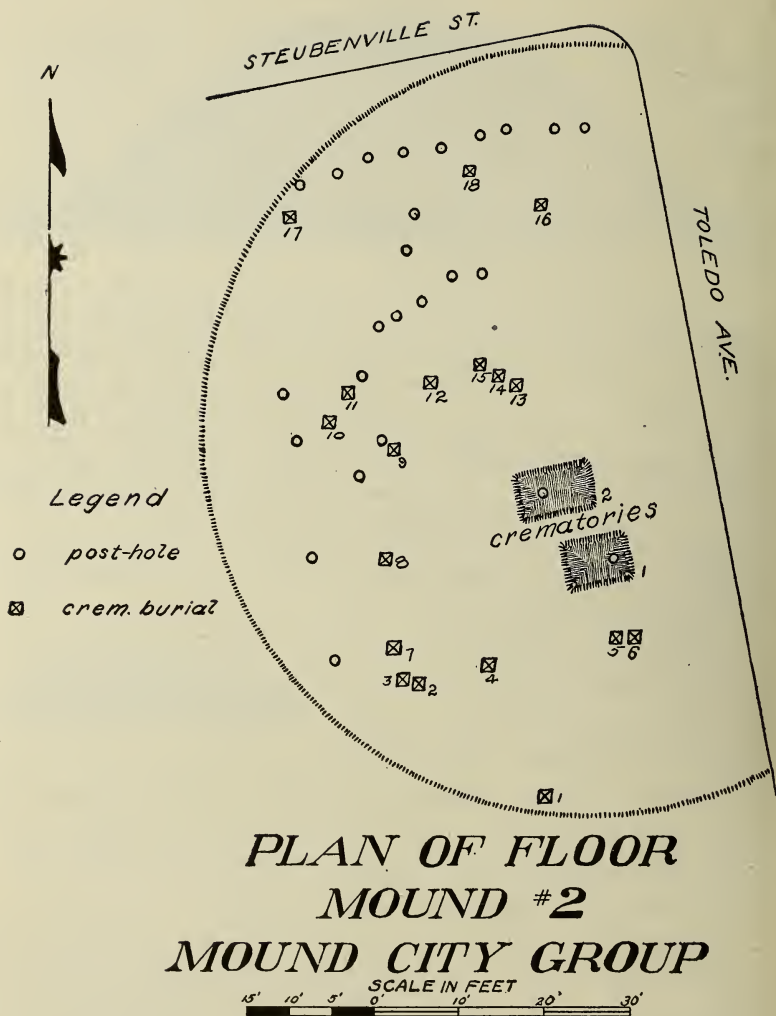 STEUBENVILLE ST.
N
18
16
17
TOLEDO AVE.
15 14 13
12
11
10
9
Legend
2
crematories
post-hole
8
1
crem. burial
5 6
7
4
3 2
1
PLAN OF FLOOR
MOUND #2
MOUND CITY GROUP
SCALE IN FEET
15' 10' 5' 0' 10' 20' 30'